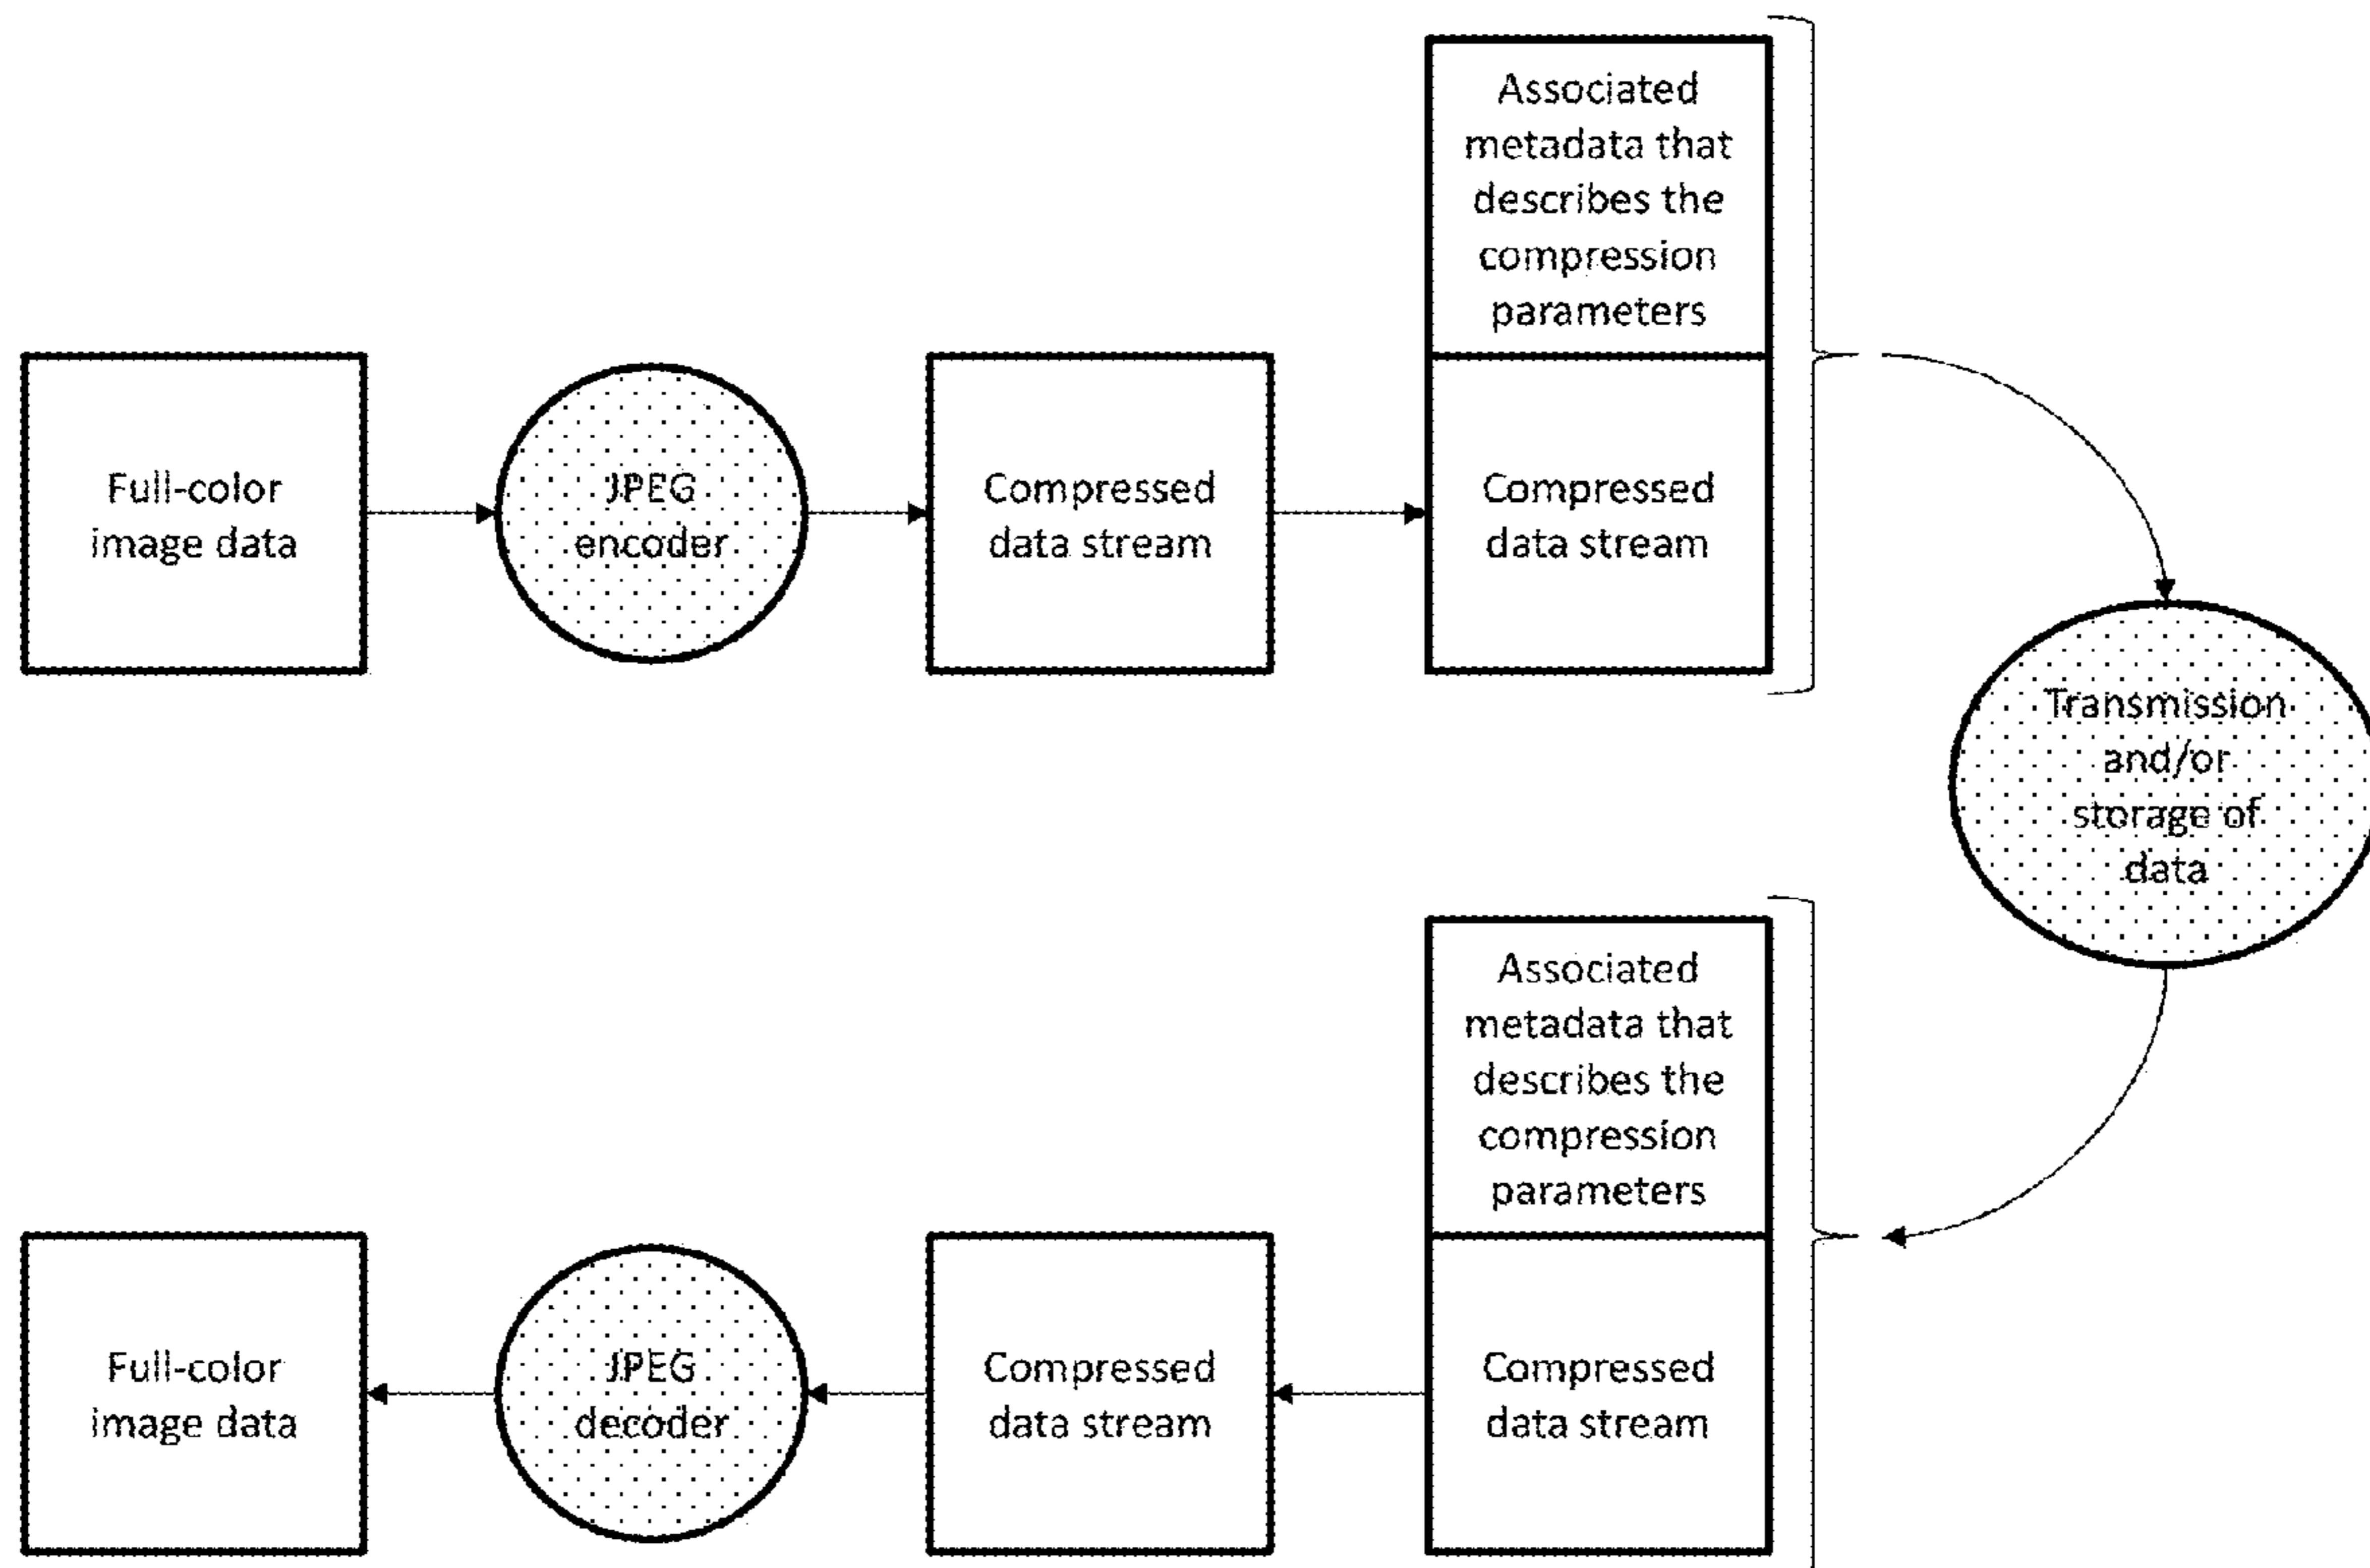 Associated
metadata that
describes the
compression
parameters
Full-color
image data
JPEG
encoder
Compressed
data stream
Compressed
data stream
Transmission
and/or
storage of
data
Associated
metadata that
describes the
compression
parameters
Full-color
image data
JPEG
decoder
Compressed
data stream
Compressed
data stream